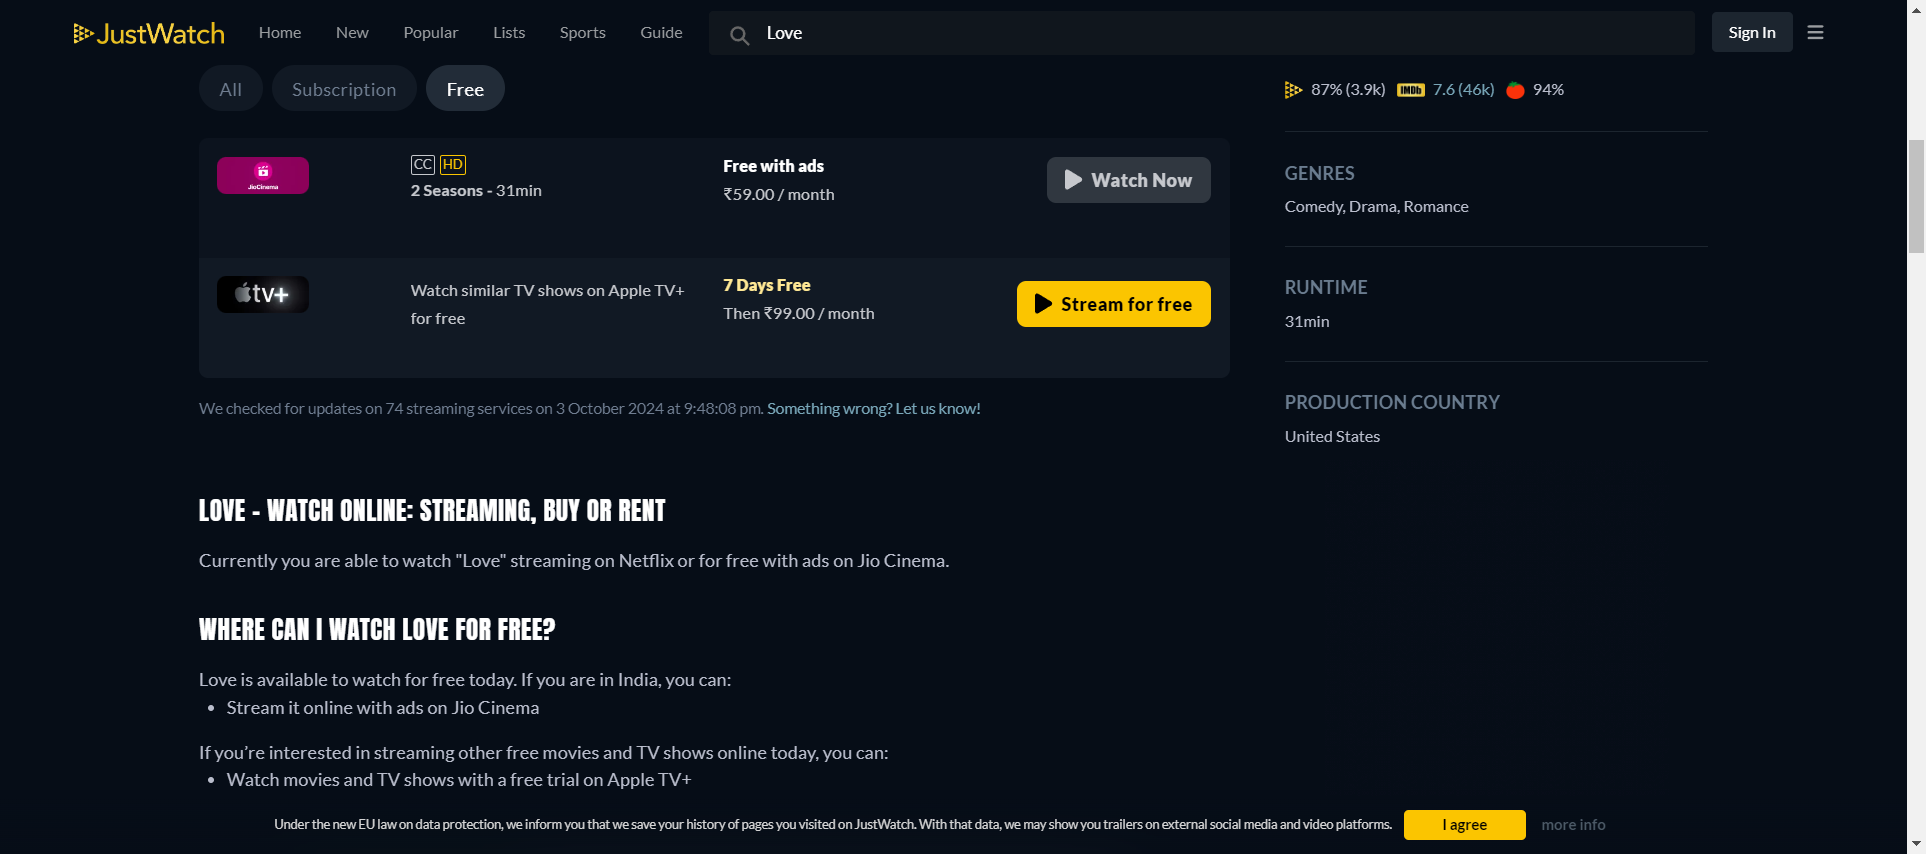 JustWatch Home New Popular Lists Sports Guide Love Sign In
All Subscription Free
87% (3.9k) IMDb 7.6 (46k) 94%
JioCinema
CC HD
2 Seasons - 31min
Free with ads
₹59.00 / month
Watch Now
tv+
Watch similar TV shows on Apple TV+
for free
7 Days Free
Then ₹99.00 / month
Stream for free
We checked for updates on 74 streaming services on 3 October 2024 at 9:48:08 pm. Something wrong? Let us know!
GENRES
Comedy, Drama, Romance
RUNTIME
31min
PRODUCTION COUNTRY
United States
LOVE - WATCH ONLINE: STREAMING, BUY OR RENT
Currently you are able to watch "Love" streaming on Netflix or for free with ads on Jio Cinema.
WHERE CAN I WATCH LOVE FOR FREE?
Love is available to watch for free today. If you are in India, you can:
• Stream it online with ads on Jio Cinema
If you’re interested in streaming other free movies and TV shows online today, you can:
• Watch movies and TV shows with a free trial on Apple TV+
Under the new EU law on data protection, we inform you that we save your history of pages you visited on JustWatch. With that data, we may show you trailers on external social media and video platforms. I agree more info